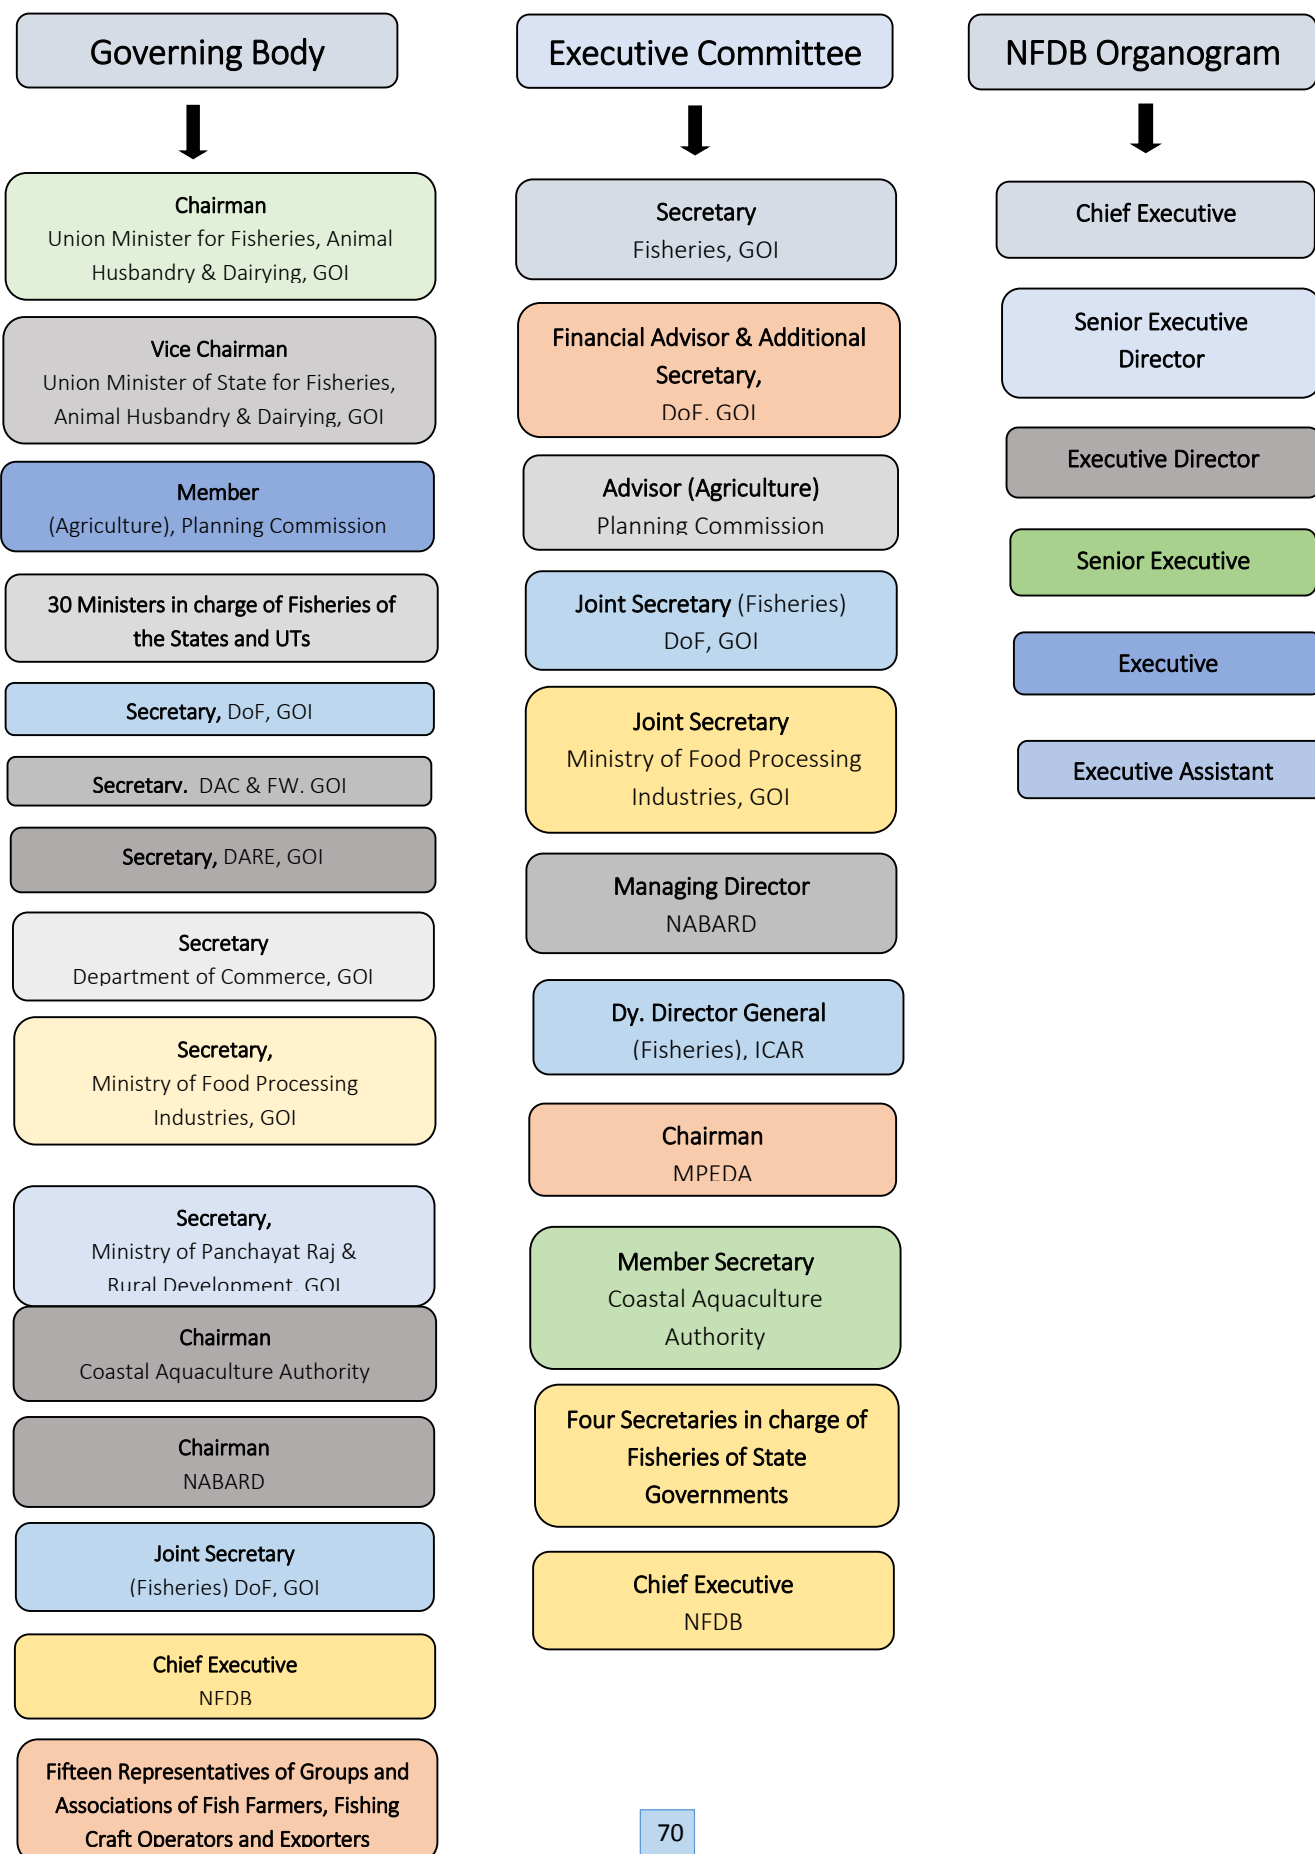 Governing Body
Chairman
Union Minister for Fisheries, Animal
Husbandry & Dairying, GOI
Vice Chairman
Union Minister of State for Fisheries,
Animal Husbandry & Dairying, GOI
Member
(Agriculture), Planning Commission
30 Ministers in charge of Fisheries of
the States and UTs
Secretary, DoF, GOI
Secretary, DAC & FW, GOI
Secretary, DARE, GOI
Secretary
Department of Commerce, GOI
Secretary,
Ministry of Food Processing
Industries, GOI
Secretary,
Ministry of Panchayat Raj &
Rural Development, GOI
Chairman
Coastal Aquaculture Authority
Chairman
NABARD
Joint Secretary
(Fisheries) DoF, GOI
Chief Executive
NFDB
Fifteen Representatives of Groups and
Associations of Fish Farmers, Fishing
Craft Operators and Exporters
Executive Committee
Secretary
Fisheries, GOI
Financial Advisor & Additional
Secretary,
DoF, GOI
Advisor (Agriculture)
Planning Commission
Joint Secretary (Fisheries)
DoF, GOI
Joint Secretary
Ministry of Food Processing
Industries, GOI
Managing Director
NABARD
Dy. Director General
(Fisheries), ICAR
Chairman
MPEDA
Member Secretary
Coastal Aquaculture
Authority
Four Secretaries in charge of
Fisheries of State
Governments
Chief Executive
NFDB
NFDB Organogram
Chief Executive
Senior Executive
Director
Executive Director
Senior Executive
Executive
Executive Assistant
70